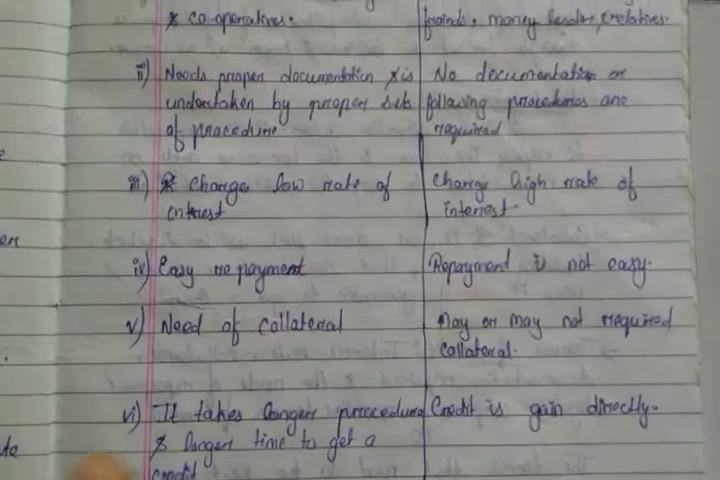 & co-operatives.
frainds, money lender, relatives.
ii) Needs proper documentation & is
undertaken by proper sets
of procedure.
No documentation or
following procedures are
required
iii) Charge low rate of
interest
Charge high rate of
interest.
iv) Easy repayment
Repayment is not easy.
v) Need of collateral
May or may not required
collateral.
vi) It takes longer procedure
& longer time to get a
credit
Credit is gain directly.